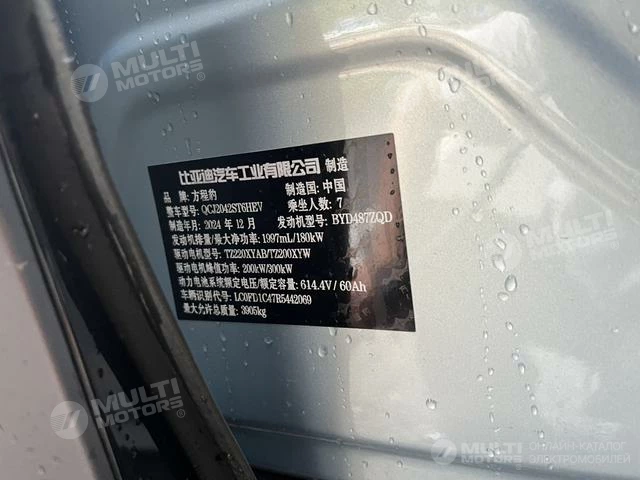 MULTI
MOTORS®
MULTI
MOTORS®
比亚迪汽车工业有限公司 制造
品 牌: 方程豹 制造国: 中国
整车型号: QCJ2042ST6HEV 乘坐人数: 7
制造年月: 2024 年 12 月 发动机型号: BYD487ZQD
发动机排量/最大净功率: 1997mL/180kW
驱动电机型号: TZ220XYAB/TZ200XYW
驱动电机峰值功率: 200kW/300kW
动力电池系统额定电压/额定容量: 614.4V/60Ah
车辆识别代号: LC0FD1C47R5442069
最大允许总质量: 3905kg
MULTI
MOTORS®
MULTI
MOTORS
ОНЛАЙН-КАТАЛОГ
ЭЛЕКТРОМОБИЛЕЙ